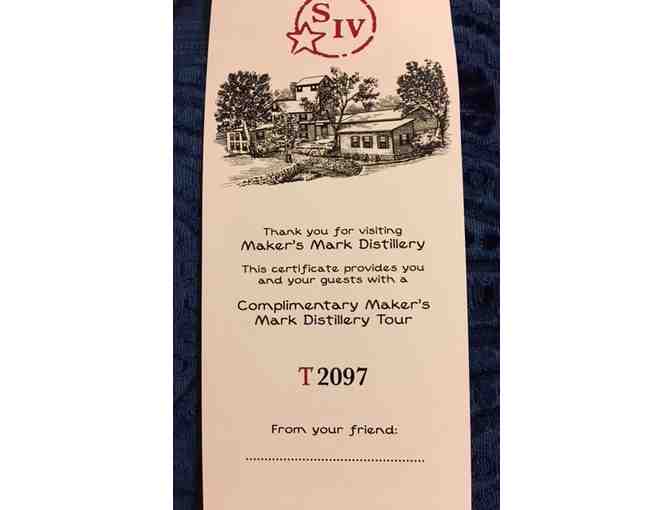 S
IV
Thank you for visiting
Maker's Mark Distillery
This certificate provides you
and your guests with a
Complimentary Maker's
Mark Distillery Tour
T2097
From your friend: